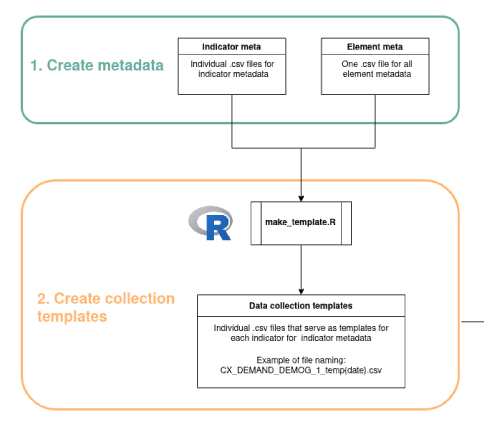 1. Create metadata
Indicator meta
Individual .csv files for
indicator metadata
Element meta
One .csv file for all
element metadata
R
make_template.R
2. Create collection
templates
Data collection templates
Individual .csv files that serve as templates for
each indicator for indicator metadata
Example of file naming:
CX_DEMAND_DEMOG_1_temp(date).csv